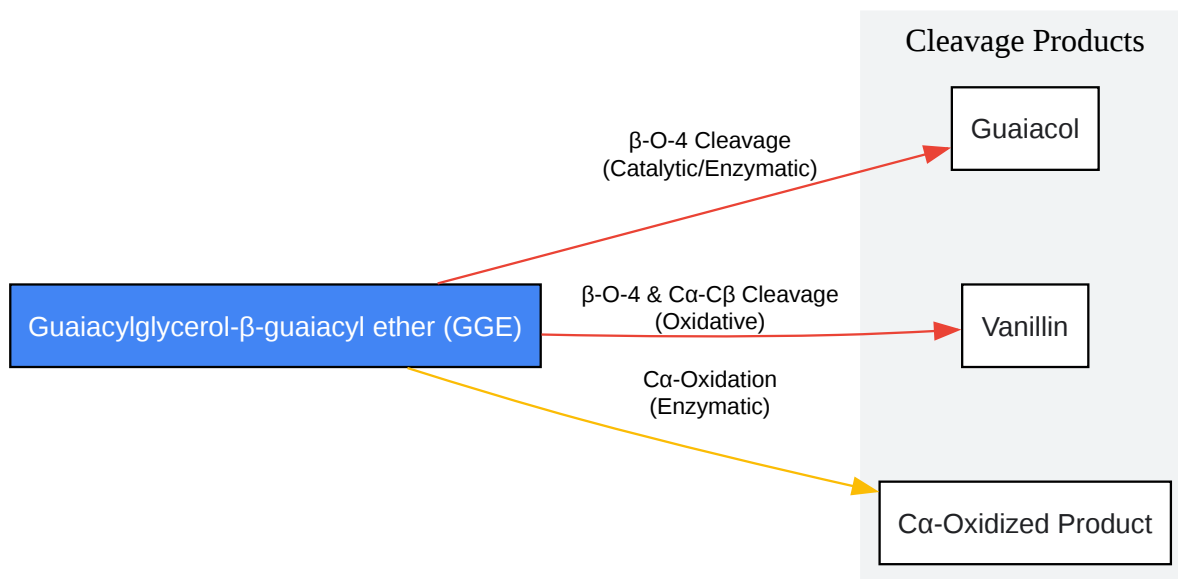 Cleavage Products
Guaiacol
β-O-4 Cleavage
(Catalytic/Enzymatic)
Guaiacylglycerol-β-guaiacyl ether (GGE)
β-O-4 & Cα-Cβ Cleavage
(Oxidative)
Vanillin
Cα-Oxidation
(Enzymatic)
Cα-Oxidized Product